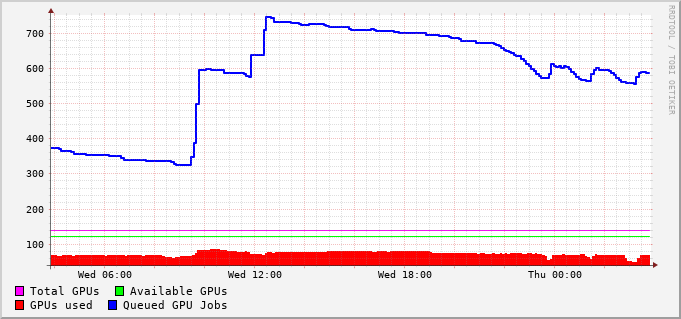 RRDTOOL / TOBI OETIKER
700
600
500
400
300
200
100
Wed 06:00 Wed 12:00 Wed 18:00 Thu 00:00
Total GPUs Available GPUs
GPUs used Queued GPU Jobs